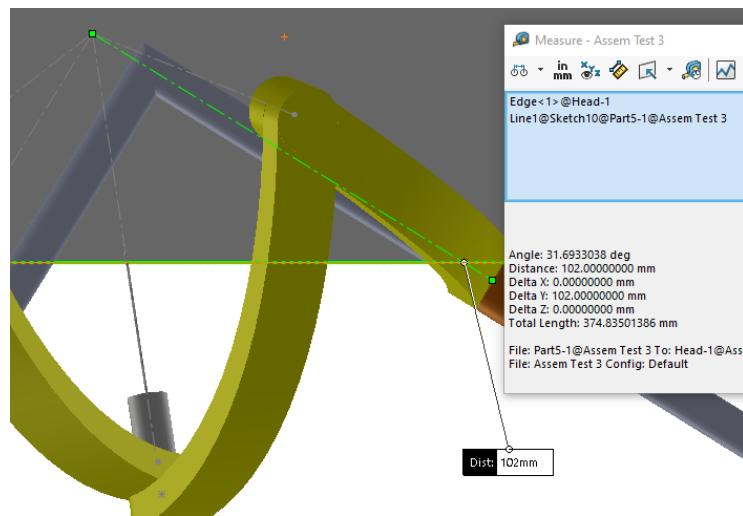 Measure - Assem Test 3
in
mm
x y z
Edge<1>@Head-1
Line1@Sketch10@Part5-1@Assem Test 3
Angle: 31.6933038 deg
Distance: 102.00000000 mm
Delta X: 0.00000000 mm
Delta Y: 102.00000000 mm
Delta Z: 0.00000000 mm
Total Length: 374.83501386 mm
File: Part5-1@Assem Test 3 To: Head-1@Ass
File: Assem Test 3 Config: Default
Dist: 102mm